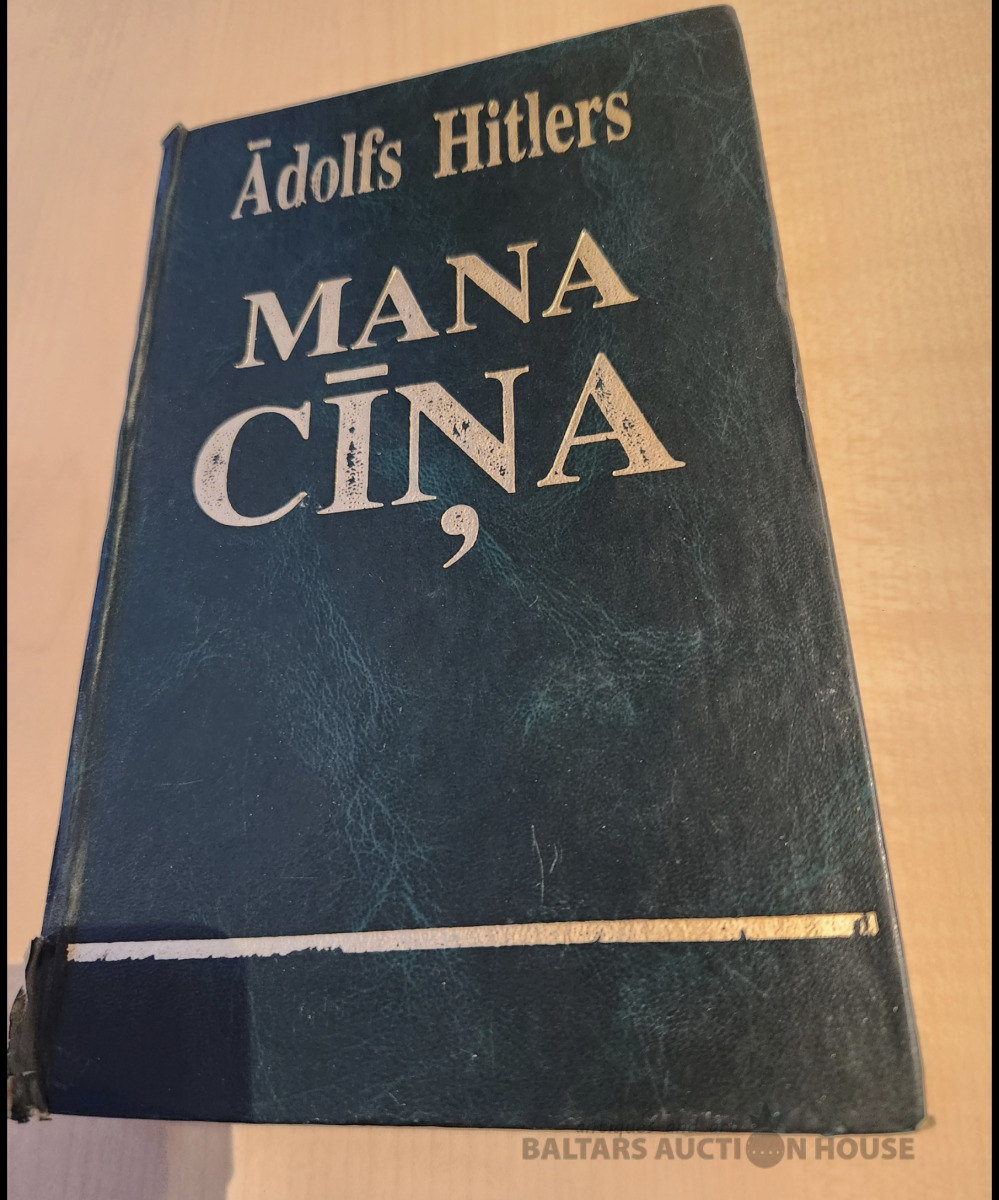 Ādolfs Hitlers
MANA
CĪŅA
BALTARS AUCTION HOUSE